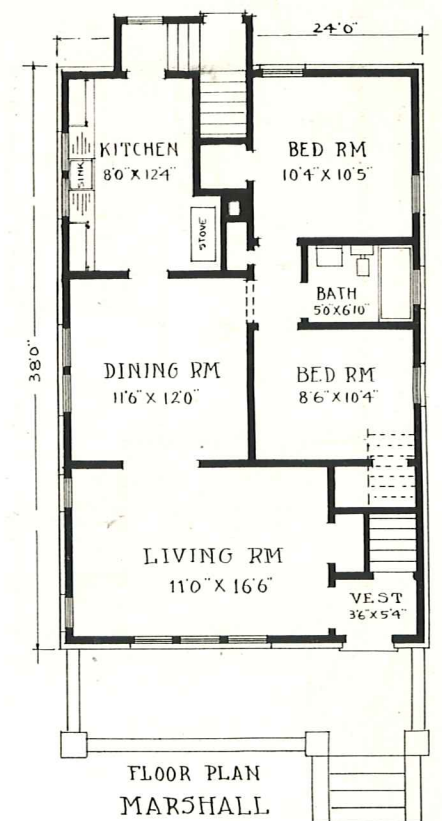 24'0"
KITCHEN
8'0" X 12'4"
SINK
STOVE
BED RM
10'4" X 10'5"
BATH
5'0" X 6'10"
38'0"
DINING RM
11'6" X 12'0"
BED RM
8'6" X 10'4"
LIVING RM
11'0" X 16'6"
VEST
3'6" X 5'4"
FLOOR PLAN
MARSHALL